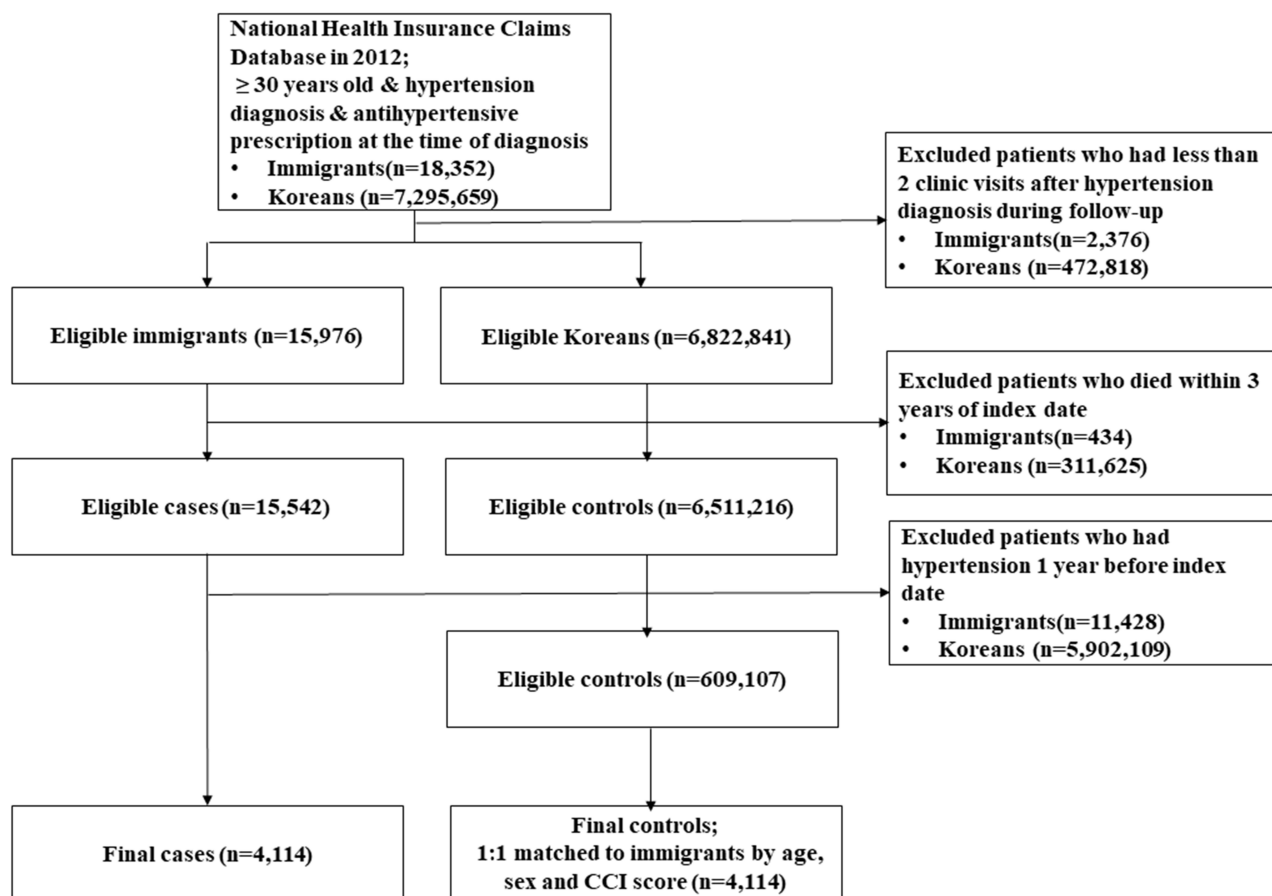 National Health Insurance Claims
Database in 2012;
≥ 30 years old & hypertension
diagnosis & antihypertensive
prescription at the time of diagnosis
• Immigrants(n=18,352)
• Koreans (n=7,295,659)
Excluded patients who had less than
2 clinic visits after hypertension
diagnosis during follow-up
• Immigrants(n=2,376)
• Koreans (n=472,818)
Eligible immigrants (n=15,976)
Eligible Koreans (n=6,822,841)
Excluded patients who died within 3
years of index date
• Immigrants(n=434)
• Koreans (n=311,625)
Eligible cases (n=15,542)
Eligible controls (n=6,511,216)
Excluded patients who had
hypertension 1 year before index
date
• Immigrants(n=11,428)
• Koreans (n=5,902,109)
Eligible controls (n=609,107)
Final cases (n=4,114)
Final controls;
1:1 matched to immigrants by age,
sex and CCI score (n=4,114)